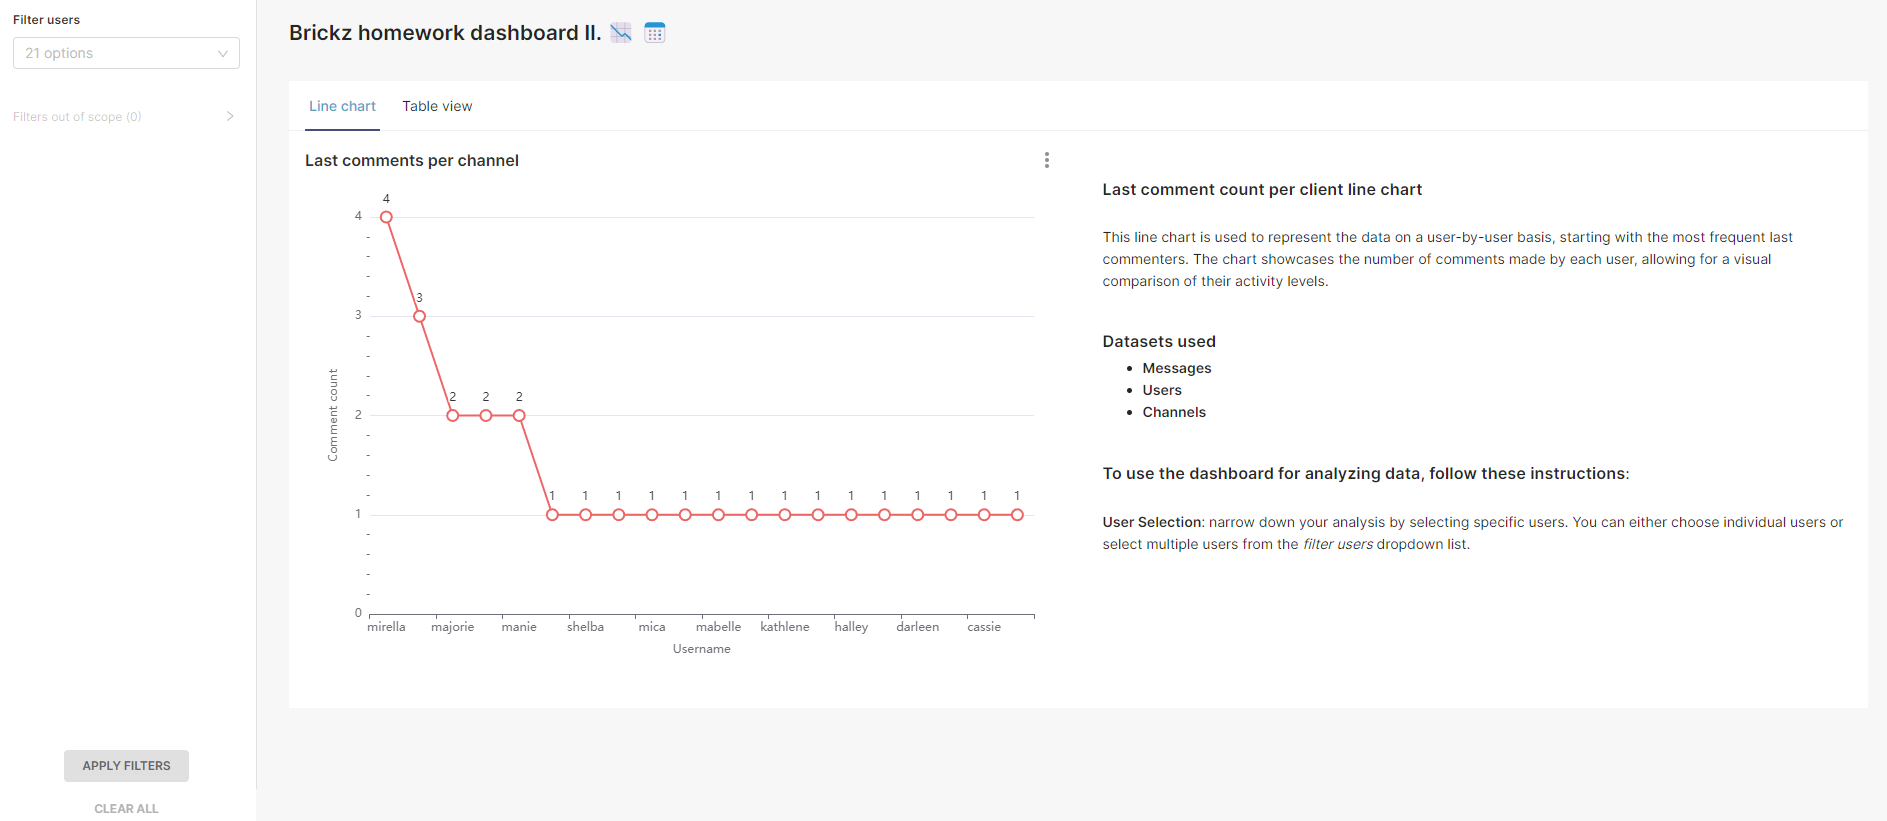 Filter users
21 options
Filters out of scope (0)
APPLY FILTERS
CLEAR ALL
Brickz homework dashboard II.
Line chart
Table view
Last comments per channel
4
3
2
1
0
Comment count
4
3
2 2 2
1 1 1 1 1 1 1 1 1 1 1 1 1 1 1
mirella majorie manie shelba mica mabelle kathlene halley darleen cassie
Username
Last comment count per client line chart
This line chart is used to represent the data on a user-by-user basis, starting with the most frequent last
commenters. The chart showcases the number of comments made by each user, allowing for a visual
comparison of their activity levels.
Datasets used
• Messages
• Users
• Channels
To use the dashboard for analyzing data, follow these instructions:
User Selection: narrow down your analysis by selecting specific users. You can either choose individual users or
select multiple users from the filter users dropdown list.